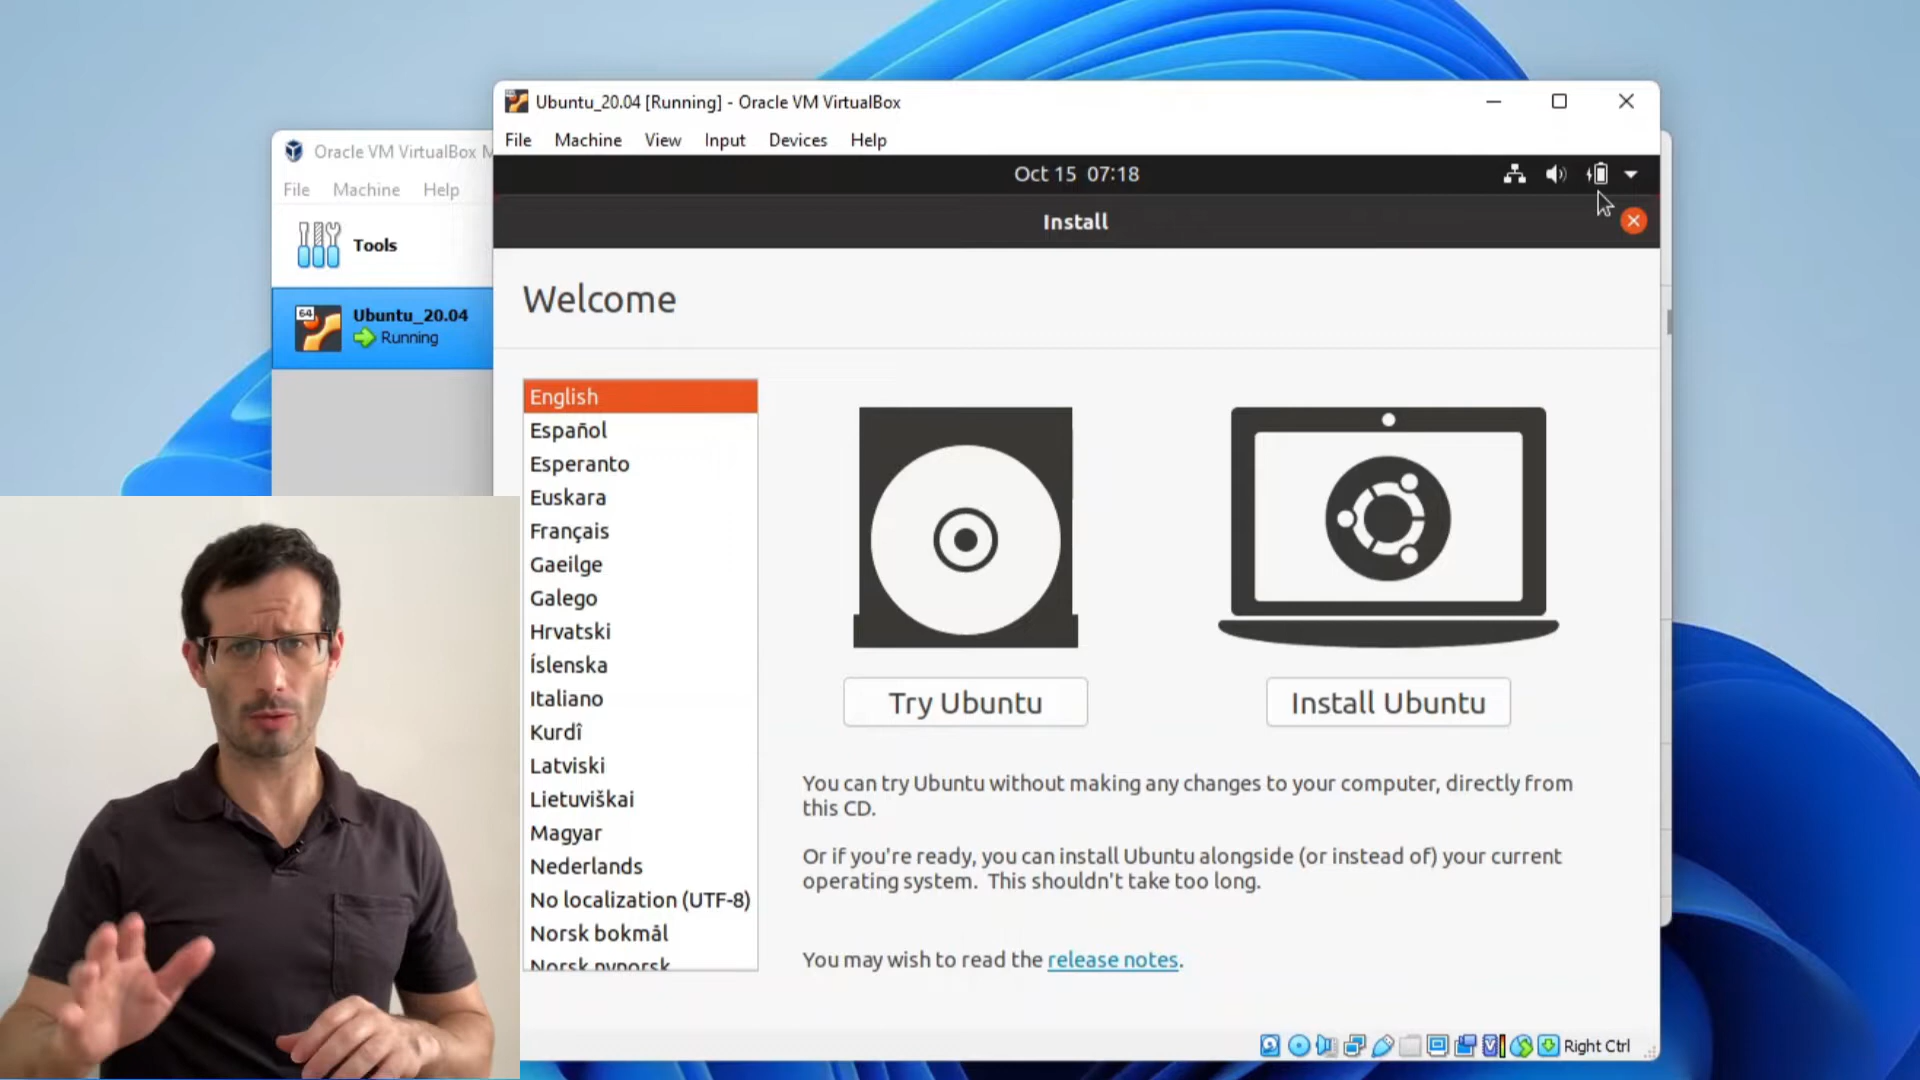 Ubuntu_20.04 [Running] - Oracle VM VirtualBox
File Machine View Input Devices Help
Oracle VM VirtualBox M
File Machine Help
Tools
64
Ubuntu_20.04
Running
Oct 15 07:18
Install
Welcome
English
Español
Esperanto
Euskara
Français
Gaeilge
Galego
Hrvatski
Íslenska
Italiano
Kurdî
Latviski
Lietuviškai
Magyar
Nederlands
No localization (UTF-8)
Norsk bokmål
Norsk nynorsk
Try Ubuntu
Install Ubuntu
You can try Ubuntu without making any changes to your computer, directly from
this CD.
Or if you're ready, you can install Ubuntu alongside (or instead of) your current
operating system. This shouldn't take too long.
You may wish to read the release notes.
Right Ctrl